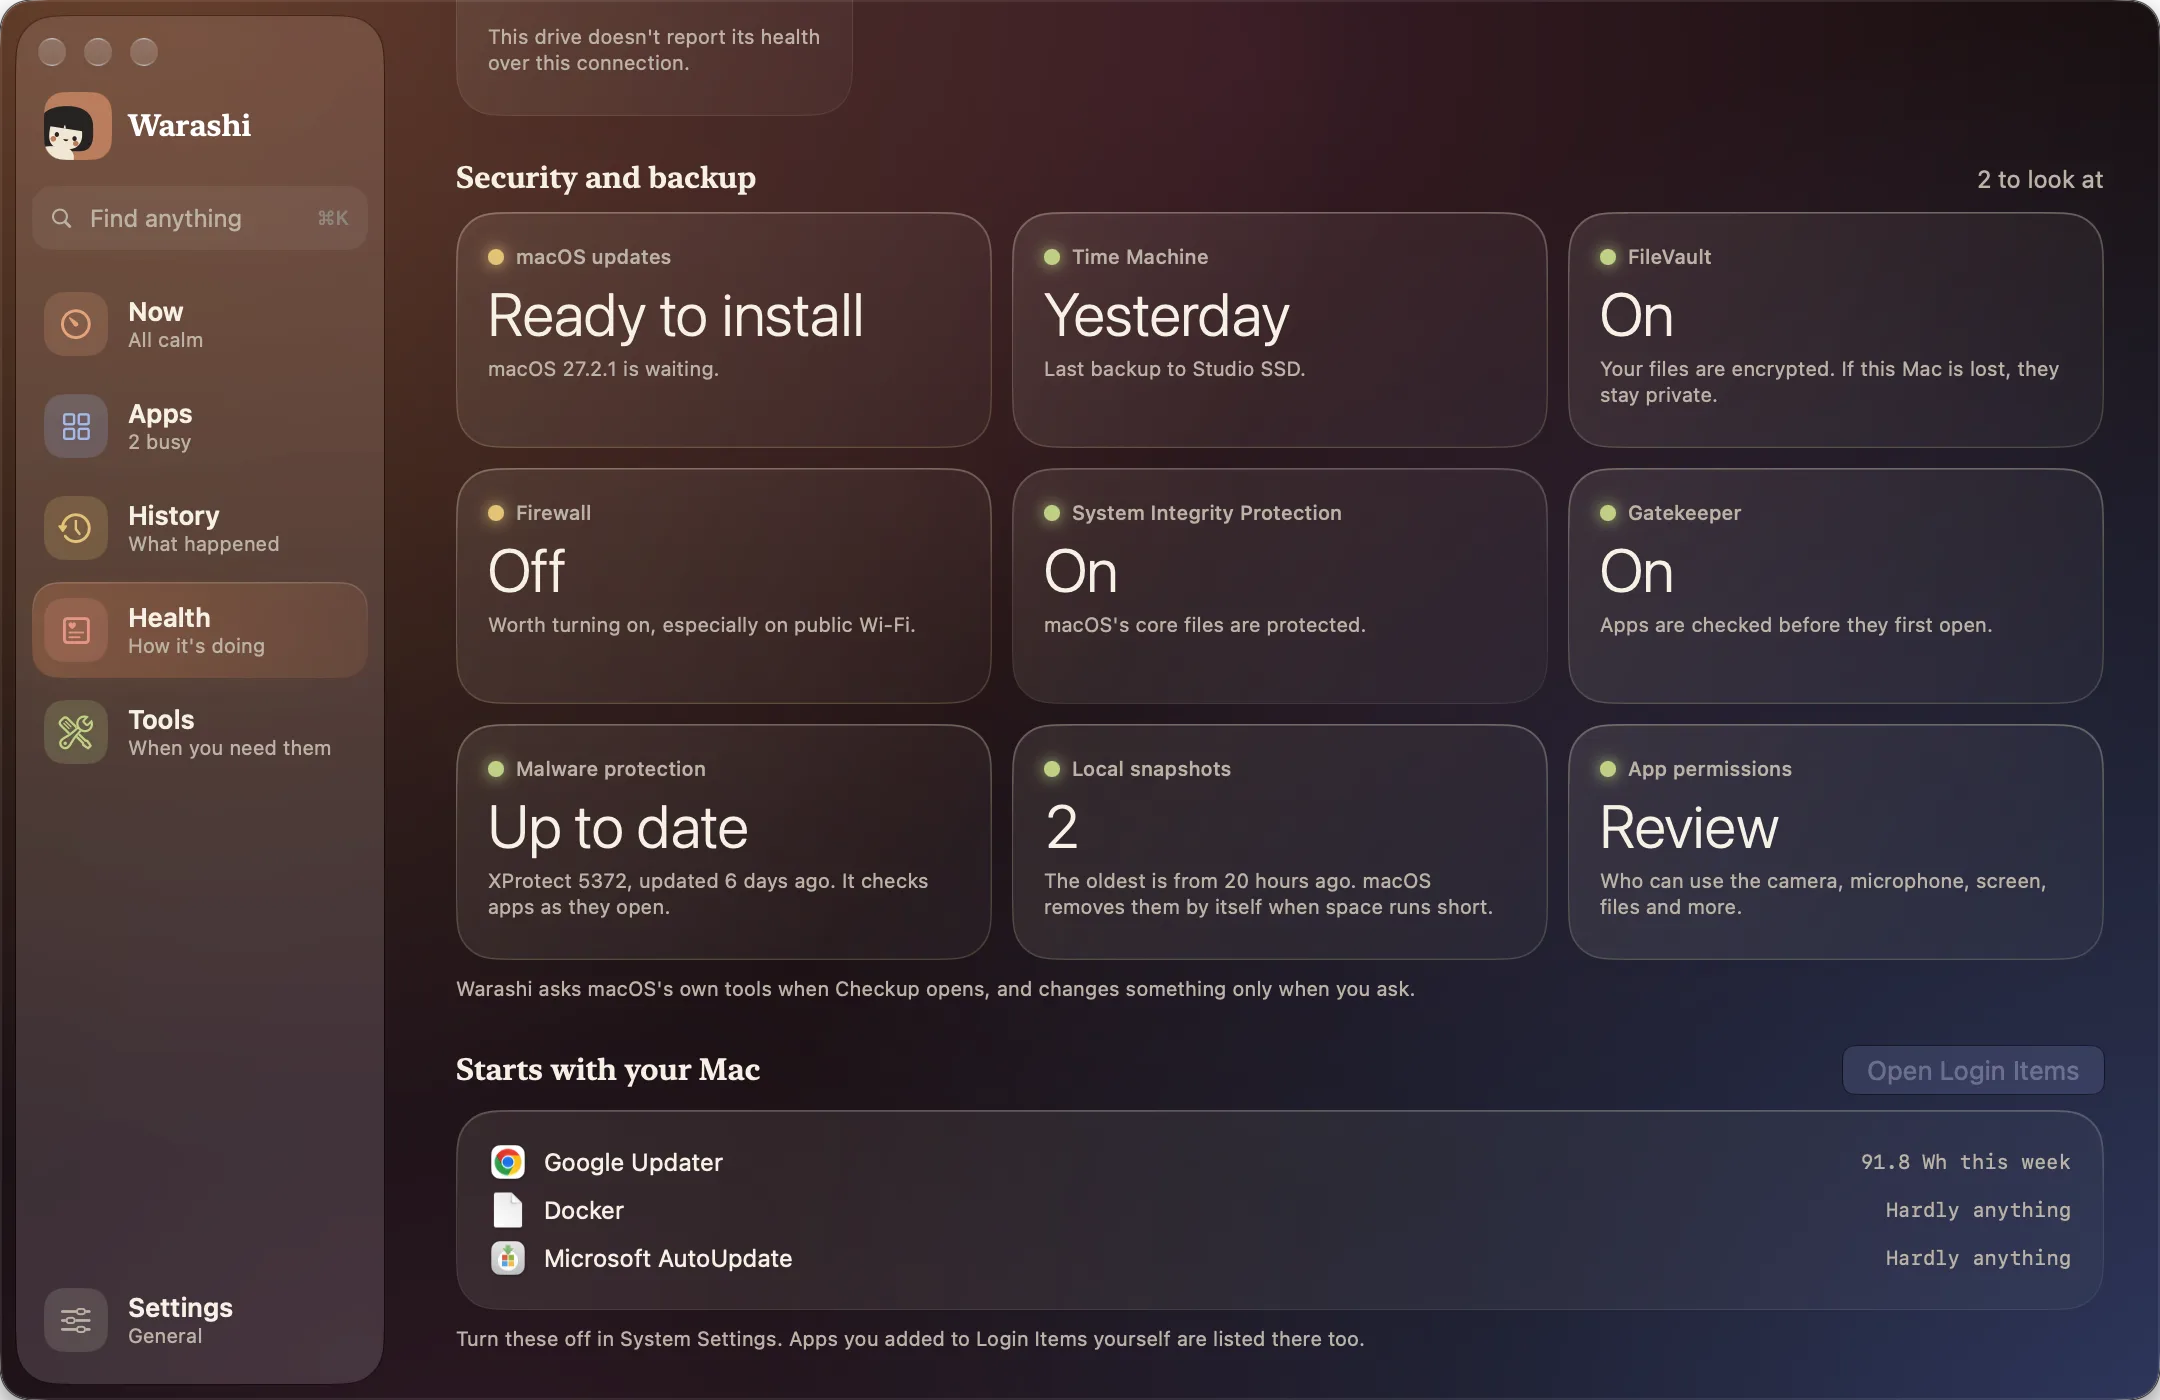 Warashi
Find anything ⌘K
Now
All calm
Apps
2 busy
History
What happened
Health
How it's doing
Tools
When you need them
Settings
General
This drive doesn't report its health
over this connection.
Security and backup
2 to look at
macOS updates
Ready to install
macOS 27.2.1 is waiting.
Time Machine
Yesterday
Last backup to Studio SSD.
FileVault
On
Your files are encrypted. If this Mac is lost, they
stay private.
Firewall
Off
Worth turning on, especially on public Wi-Fi.
System Integrity Protection
On
macOS's core files are protected.
Gatekeeper
On
Apps are checked before they first open.
Malware protection
Up to date
XProtect 5372, updated 6 days ago. It checks
apps as they open.
Local snapshots
2
The oldest is from 20 hours ago. macOS
removes them by itself when space runs short.
App permissions
Review
Who can use the camera, microphone, screen,
files and more.
Warashi asks macOS's own tools when Checkup opens, and changes something only when you ask.
Starts with your Mac
Open Login Items
Google Updater 91.8 Wh this week
Docker Hardly anything
Microsoft AutoUpdate Hardly anything
Turn these off in System Settings. Apps you added to Login Items yourself are listed there too.